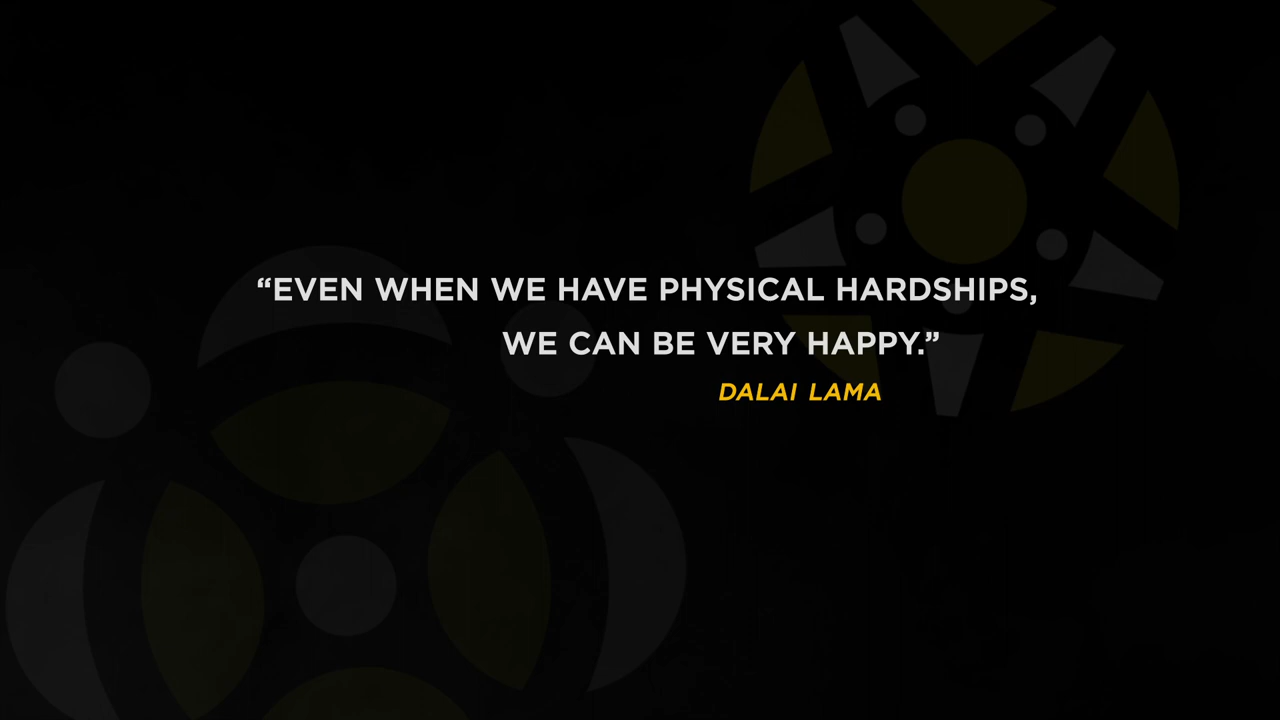 “EVEN WHEN WE HAVE PHYSICAL HARDSHIPS,
WE CAN BE VERY HAPPY.”
DALAI LAMA